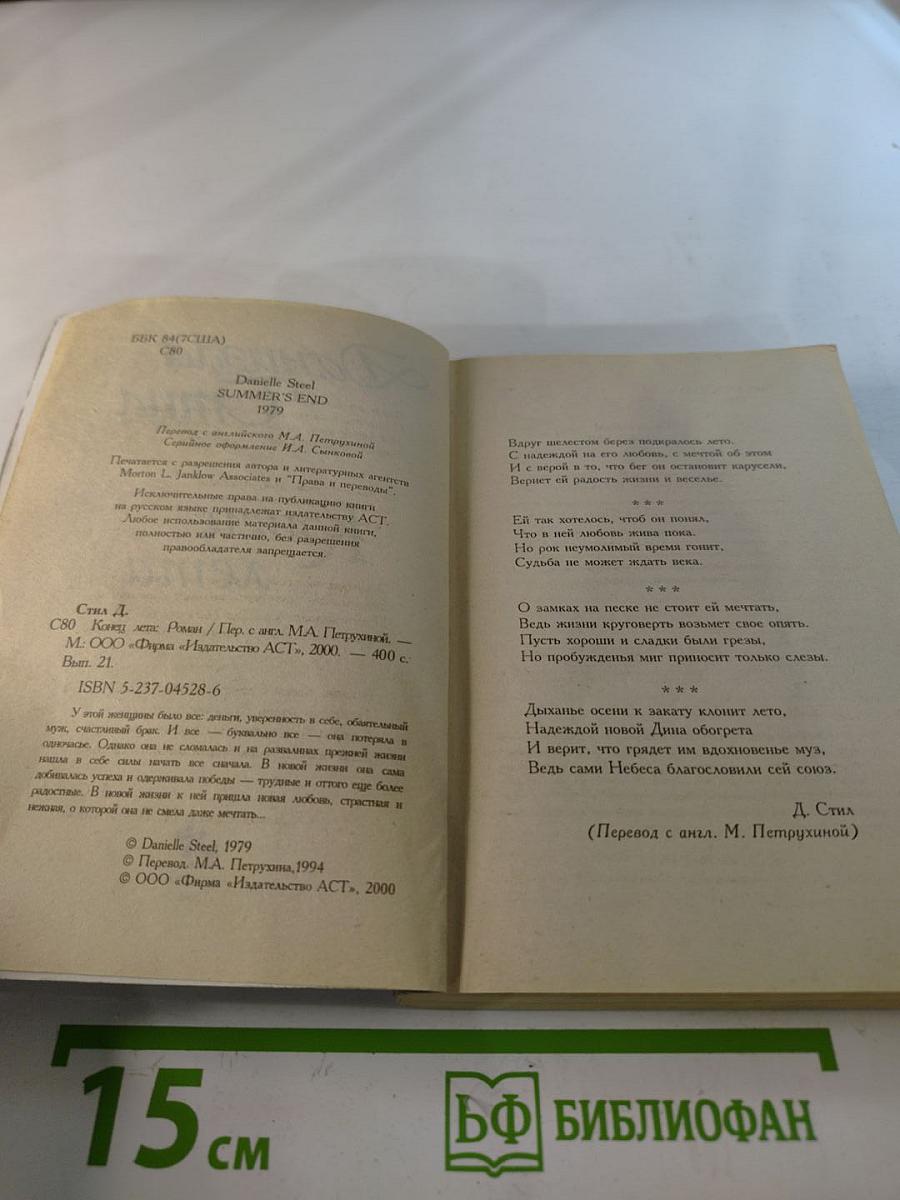 ББК 84(7США)
С80
Danielle Steel
SUMMER'S END
1979
Перевод с английского М.А. Петрухиной
Серийное оформление И.А. Сынковой
Печатается с разрешения автора и литературных агентств
Morton L. Janklow Associates и "Права и переводы".
Исключительные права на публикацию книги
на русском языке принадлежат издательству АСТ.
Любое использование материала данной книги,
полностью или частично, без разрешения
правообладателя запрещается.
Стил Д.
С80 Конец лета: Роман / Пер. с англ. М.А. Петрухиной. —
М.: ООО «Фирма «Издательство АСТ», 2000. — 400 с.
Вып. 21.
ISBN 5-237-04528-6
У этой женщины было все: деньги, уверенность в себе, обаятельный
муж, счастливый брак. И все — буквально все — она потеряла в
одночасье. Однако она не сломалась и на развалинах прежней жизни
нашла в себе силы начать все сначала. В новой жизни она сама
добивалась успеха и одерживала победы — трудные и оттого еще более
радостные. В новой жизни к ней пришла новая любовь, страстная и
нежная, о которой она не смела даже мечтать...
© Danielle Steel, 1979
© Перевод. М.А. Петрухина,1994
© ООО «Фирма «Издательство АСТ», 2000
Вдруг шелестом берез подкралось лето.
С надеждой на его любовь, с мечтой об этом
И с верой в то, что бег он остановит карусели,
Вернет ей радость жизни и веселье.
* * *
Ей так хотелось, чтоб он понял,
Что в ней любовь жива пока.
Но рок неумолимый время гонит,
Судьба не может ждать века.
* * *
О замках на песке не стоит ей мечтать,
Ведь жизни круговерть возьмет свое опять.
Пусть хороши и сладки были грезы,
Но пробужденья миг приносит только слезы.
* * *
Дыханье осени к закату клонит лето,
Надеждой новой Дина обогрета
И верит, что грядет им вдохновенье муз,
Ведь сами Небеса благословили сей союз.
Д. Стил
(Перевод с англ. М. Петрухиной)
15 см
БФ БИБЛИОФАН